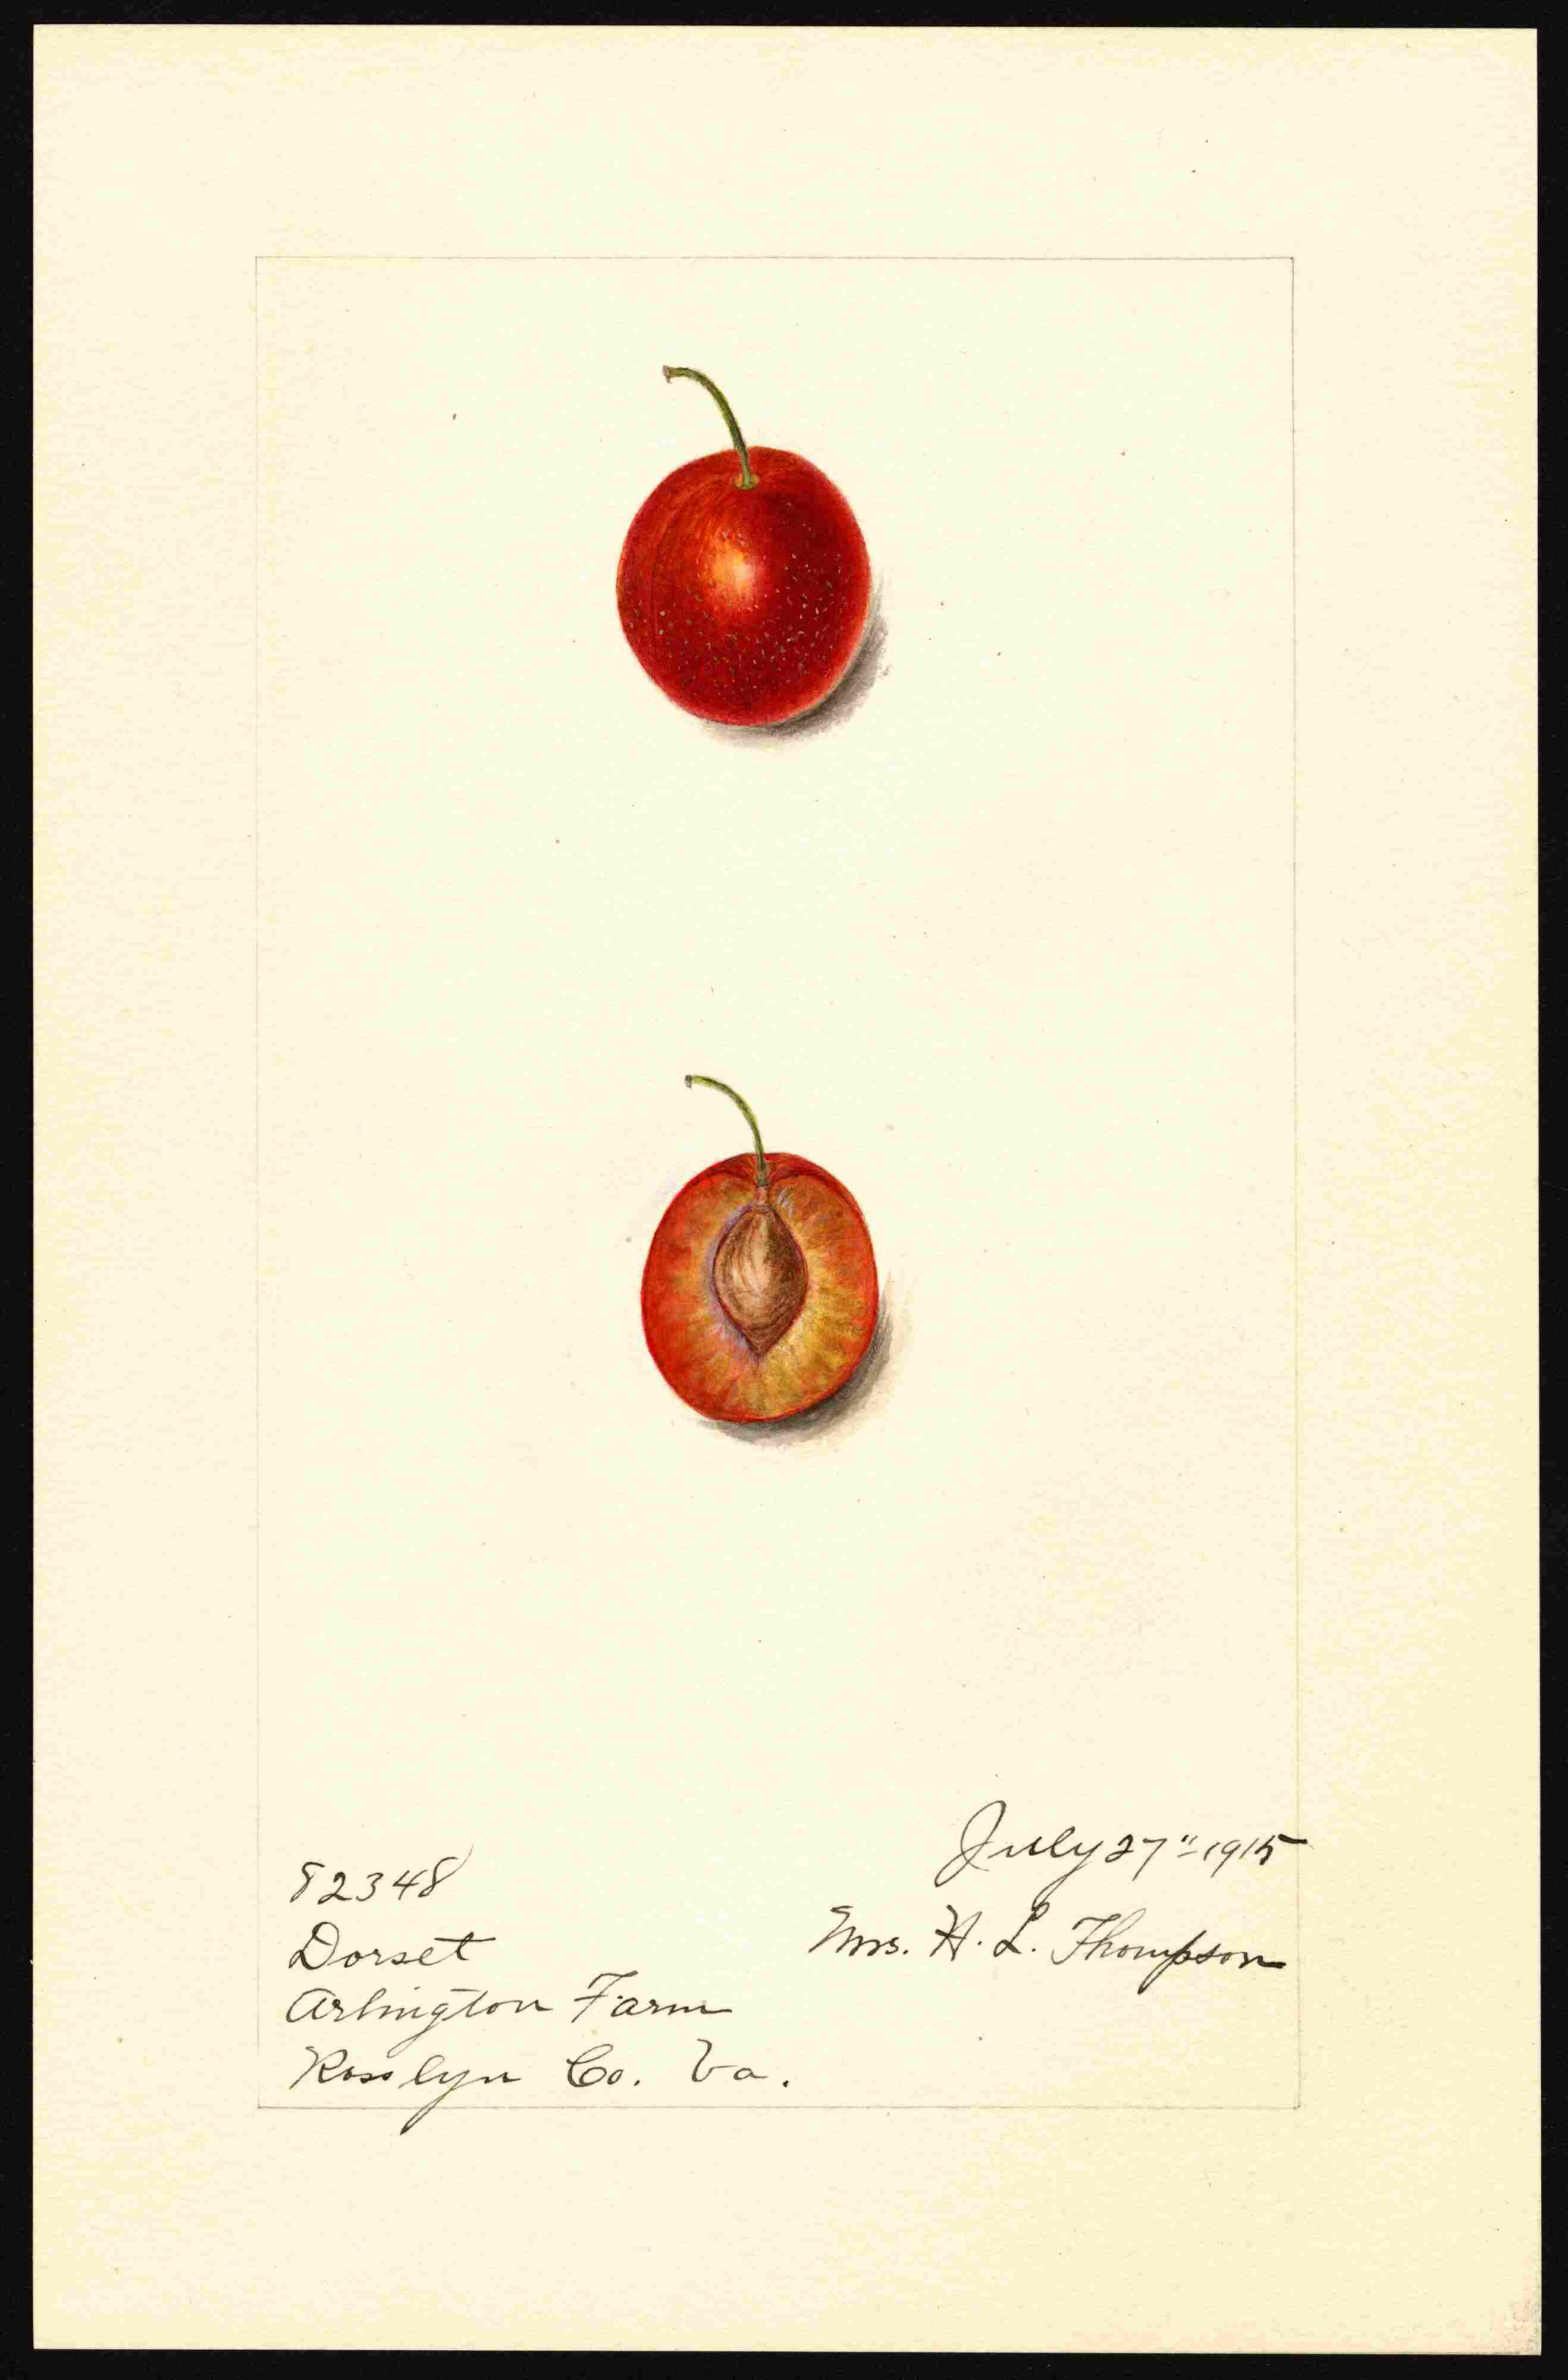 82348
Dorset
Arlington Farm
Rosslyn Co. Va.
July 27" 1915
Mrs. H. L. Thompson